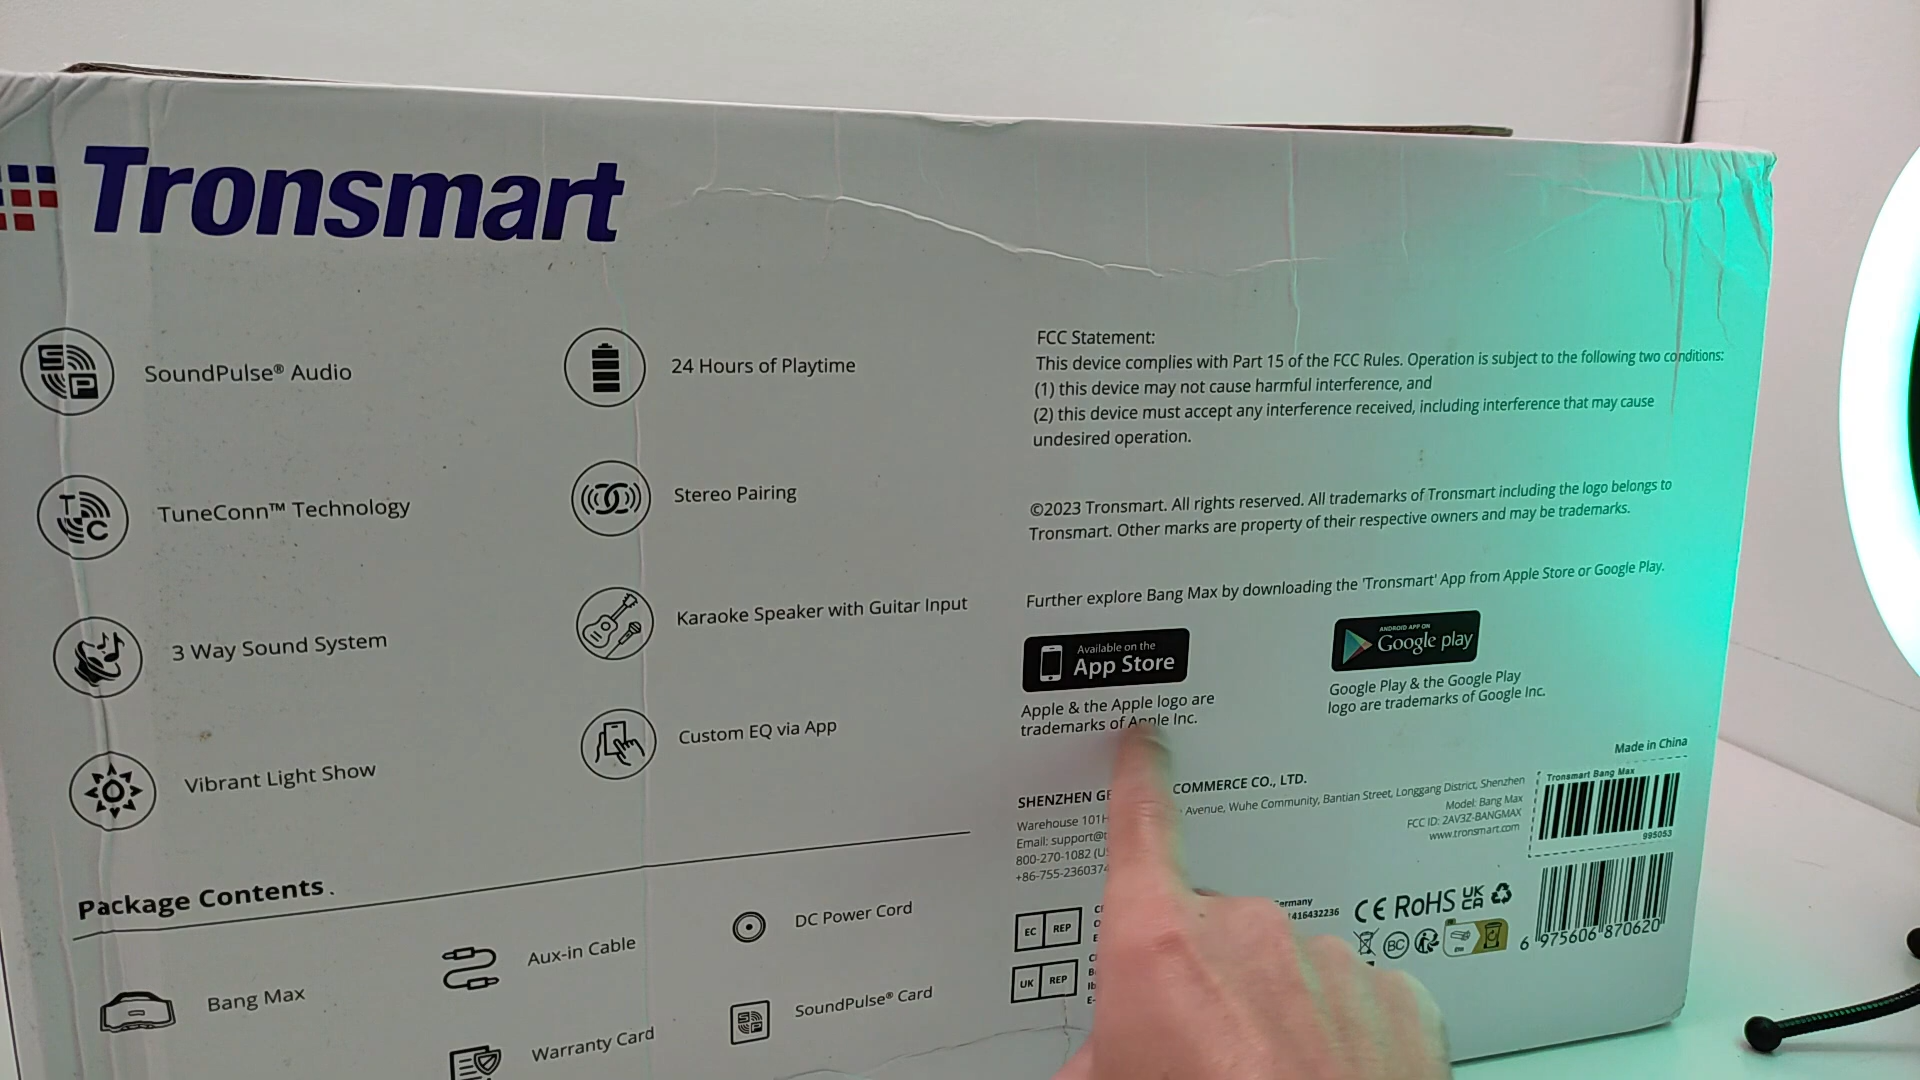 Tronsmart
SoundPulse® Audio
TuneConn™ Technology
3 Way Sound System
Vibrant Light Show
24 Hours of Playtime
Stereo Pairing
Karaoke Speaker with Guitar Input
Custom EQ via App
Package Contents.
Bang Max
Aux-in Cable
Warranty Card
DC Power Cord
SoundPulse® Card
FCC Statement:
This device complies with Part 15 of the FCC Rules. Operation is subject to the following two conditions:
(1) this device may not cause harmful interference, and
(2) this device must accept any interference received, including interference that may cause
undesired operation.
©2023 Tronsmart. All rights reserved. All trademarks of Tronsmart including the logo belongs to
Tronsmart. Other marks are property of their respective owners and may be trademarks.
Further explore Bang Max by downloading the 'Tronsmart' App from Apple Store or Google Play.
Available on the
App Store
Apple & the Apple logo are
trademarks of Apple Inc.
ANDROID APP ON
Google play
Google Play & the Google Play
logo are trademarks of Google Inc.
Made in China
SHENZHEN COMMERCE CO., LTD.
Warehouse Avenue, Wuhe Community, Bantian Street, Longgang District, Shenzhen
Email:
800-270-1082
Model: Bang Max
FCC ID: 2AV3Z-BANGMAX
www.tronsmart.com
Tronsmart Bang Max
995053
EC REP
UK REP
CE RoHS UK CA
BC
6 975606 870620